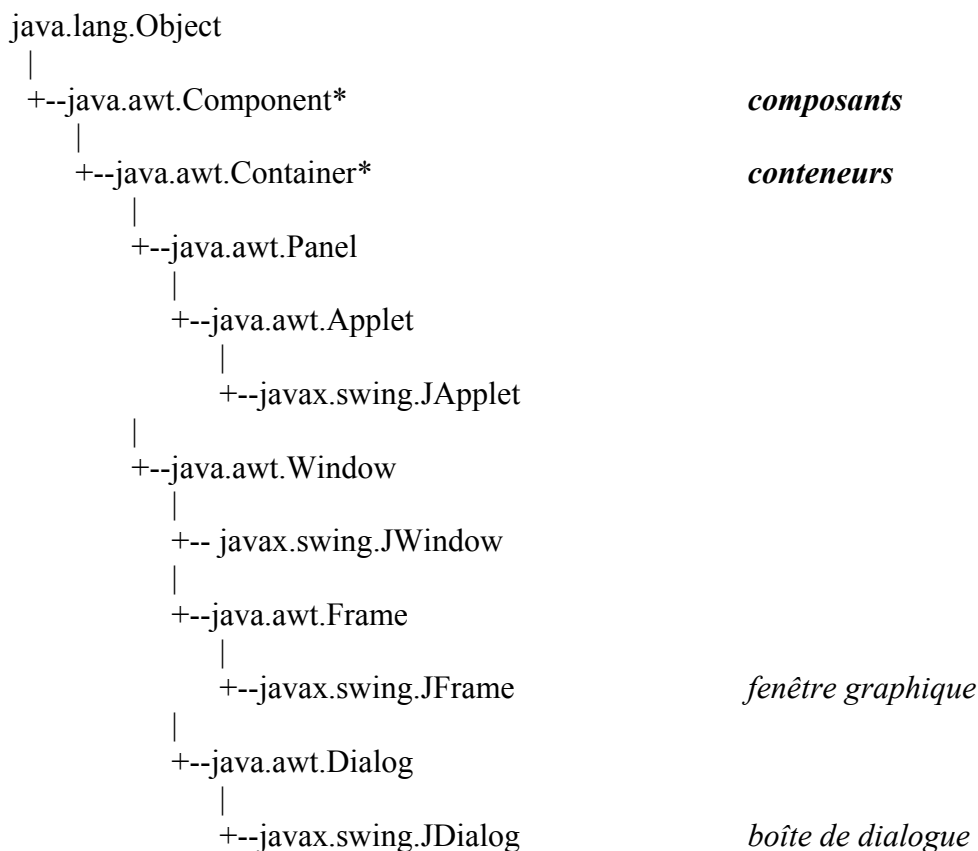 java.lang.Object
|
+--java.awt.Component* composants
|
+--java.awt.Container* conteneurs
|
+--java.awt.Panel
|
+--java.awt.Applet
|
+--javax.swing.JApplet
|
+--java.awt.Window
|
+-- javax.swing.JWindow
|
+--java.awt.Frame
|
+--javax.swing.JFrame fenêtre graphique
|
+--java.awt.Dialog
|
+--javax.swing.JDialog boîte de dialogue